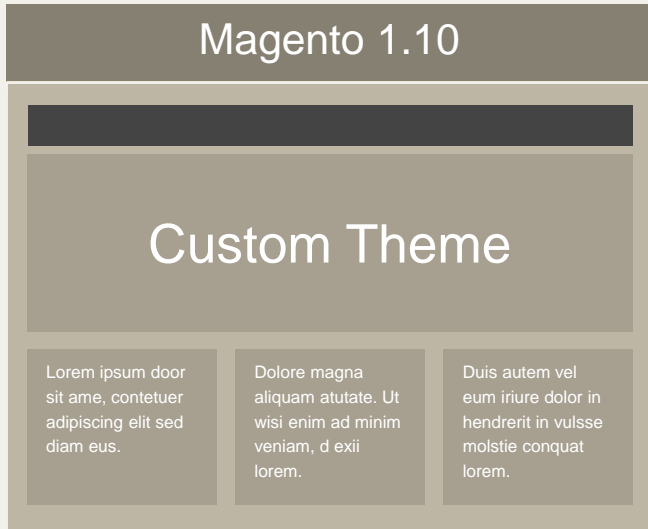 Magento 1.10
Custom Theme
Lorem ipsum door
sit ame, contetuer
adipiscing elit sed
diam eus.
Dolore magna
aliquam atutate. Ut
wisi enim ad minim
veniam, d exii
lorem.
Duis autem vel
eum iriure dolor in
hendrerit in vulsse
molstie conquat
lorem.